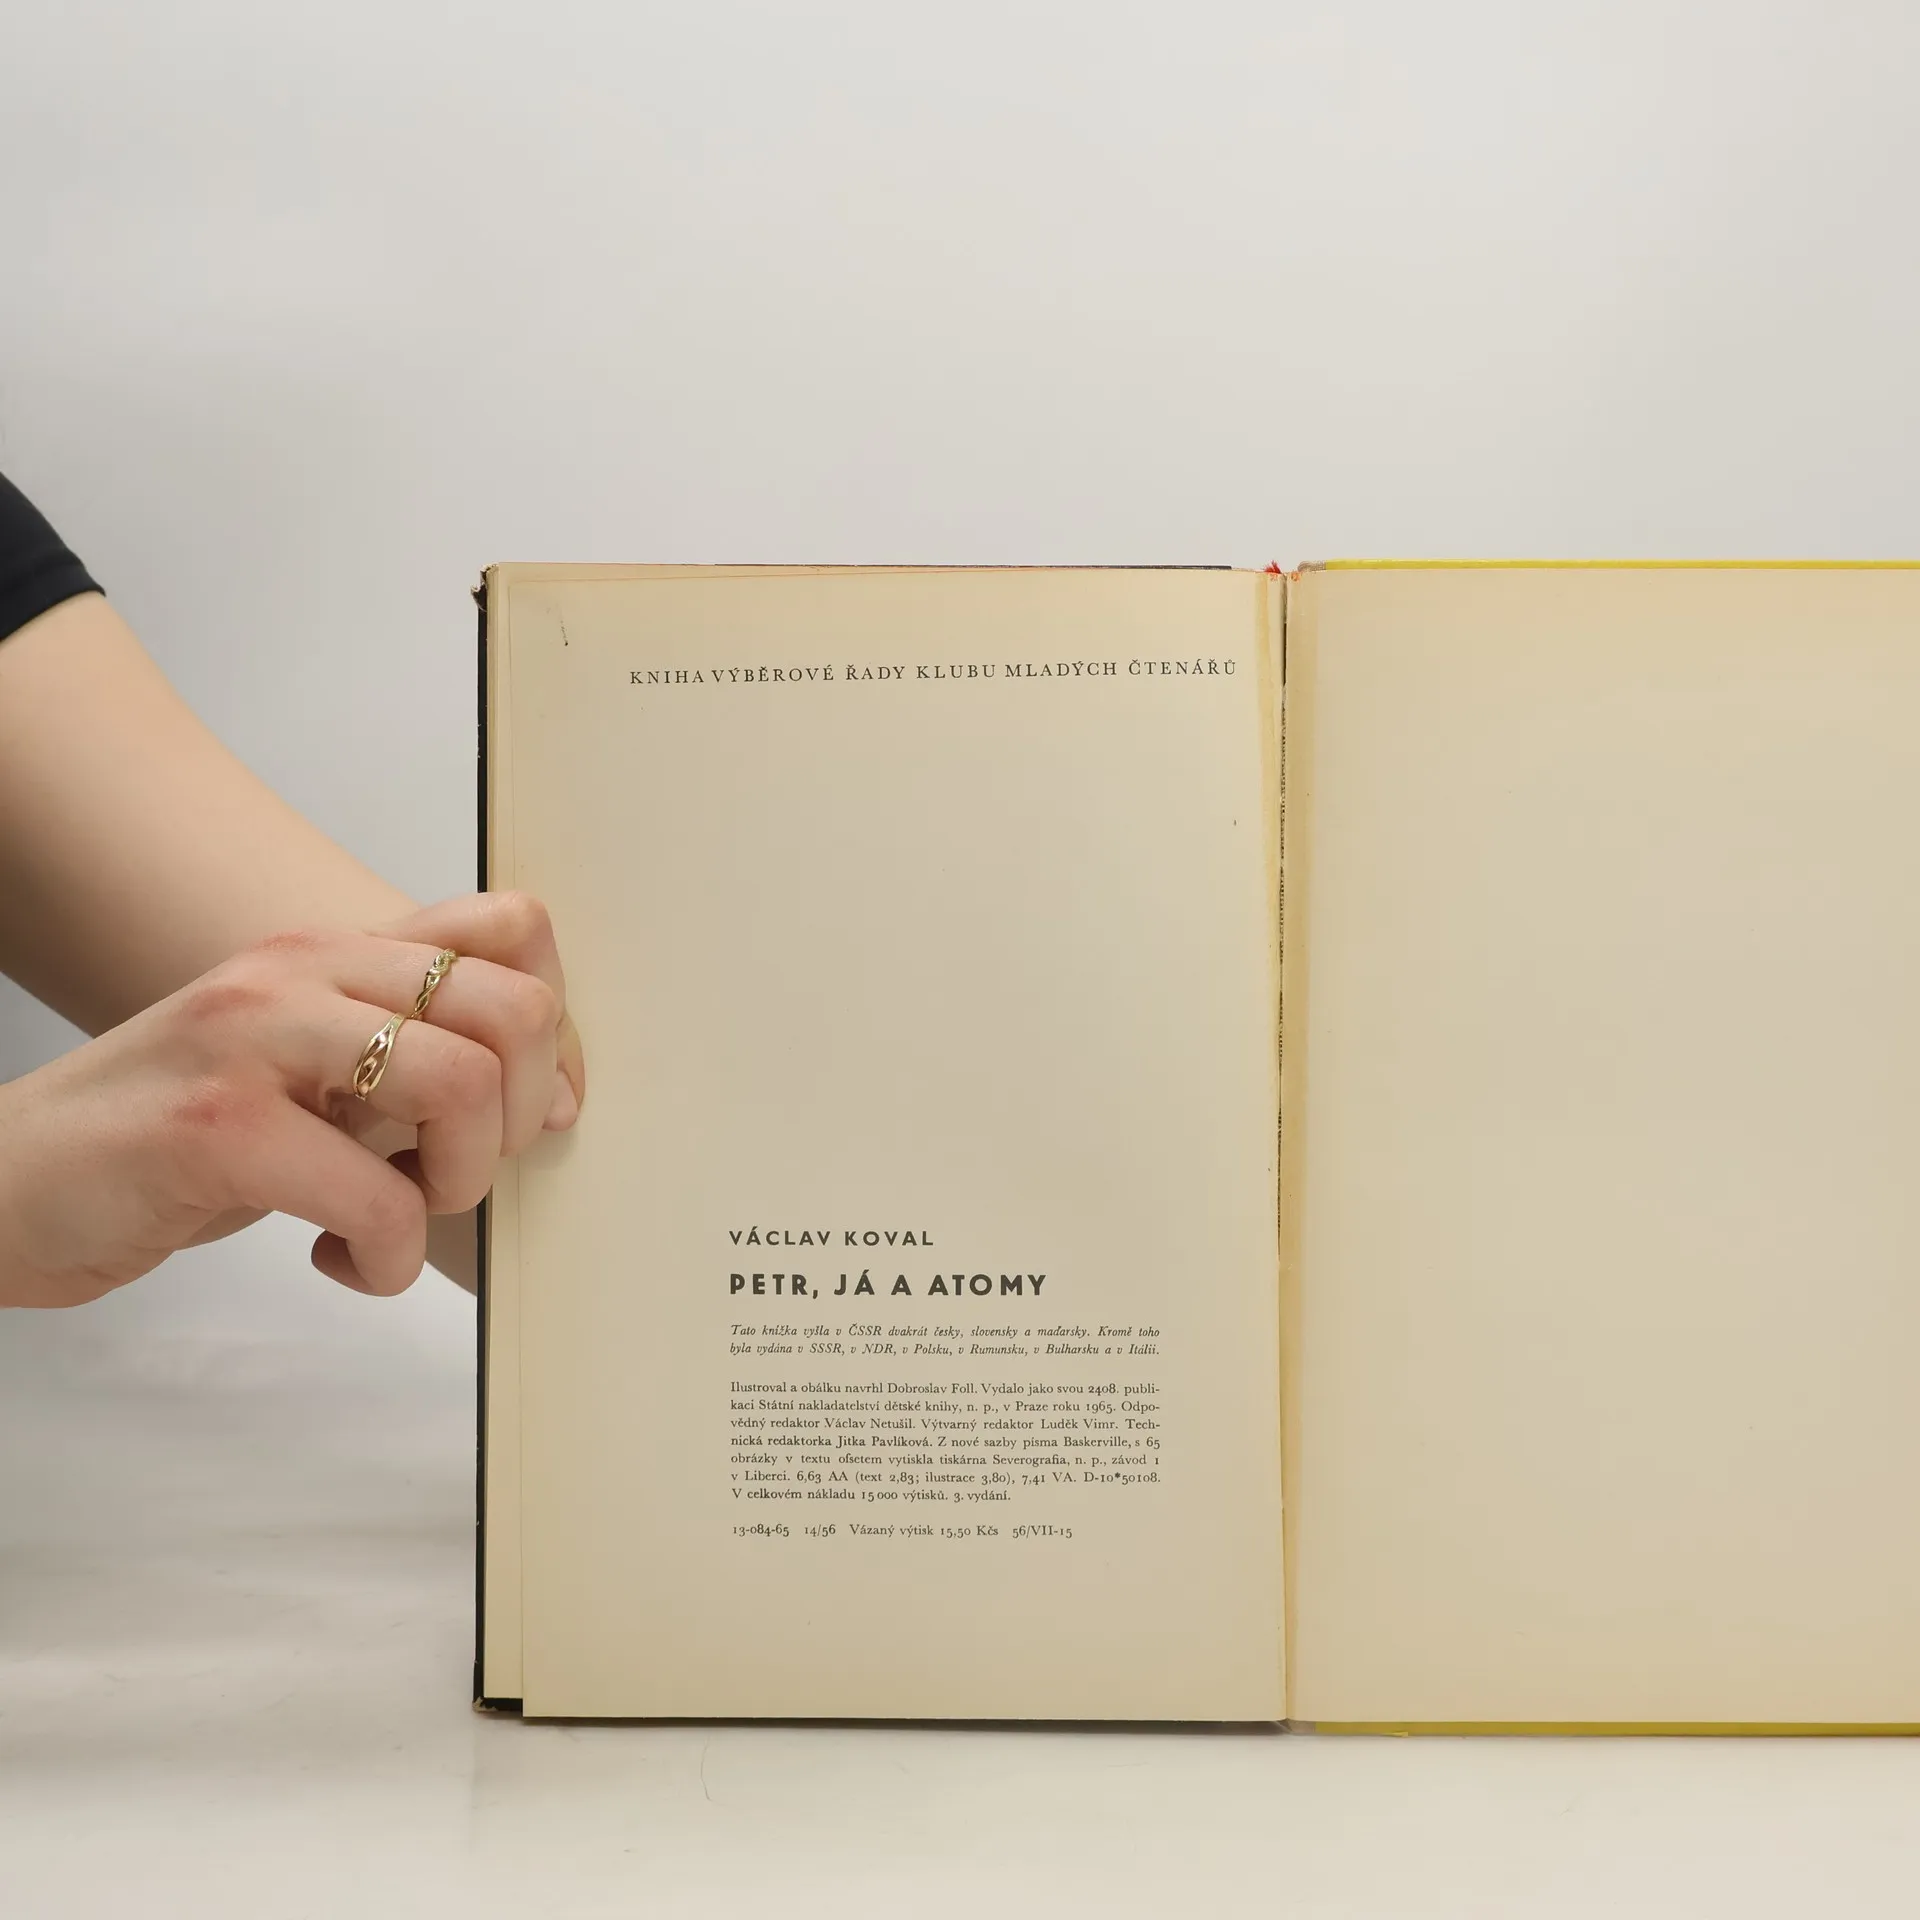 KNIHA VÝBĚROVÉ ŘADY KLUBU MLADÝCH ČTENÁŘŮ
VÁCLAV KOVAL
PETR, JÁ A ATOMY
Tato knížka vyšla v ČSSR dvakrát česky, slovensky a maďarsky. Kromě toho
byla vydána v SSSR, v NDR, v Polsku, v Rumunsku, v Bulharsku a v Itálii.
Ilustroval a obálku navrhl Dobroslav Foll. Vydalo jako svou 2408. publi-
kaci Státní nakladatelství dětské knihy, n. p., v Praze roku 1965. Odpo-
vědný redaktor Václav Netušil. Výtvarný redaktor Luděk Vimr. Tech-
nická redaktorka Jitka Pavlíková. Z nové sazby písma Baskerville, s 65
obrázky v textu ofsetem vytiskla tiskárna Severografia, n. p., závod 1
v Liberci. 6,63 AA (text 2,83; ilustrace 3,80), 7,41 VA. D-10*50108.
V celkovém nákladu 15 000 výtisků. 3. vydání.
13-084-65 14/56 Vázaný výtisk 15,50 Kčs 56/VII-15